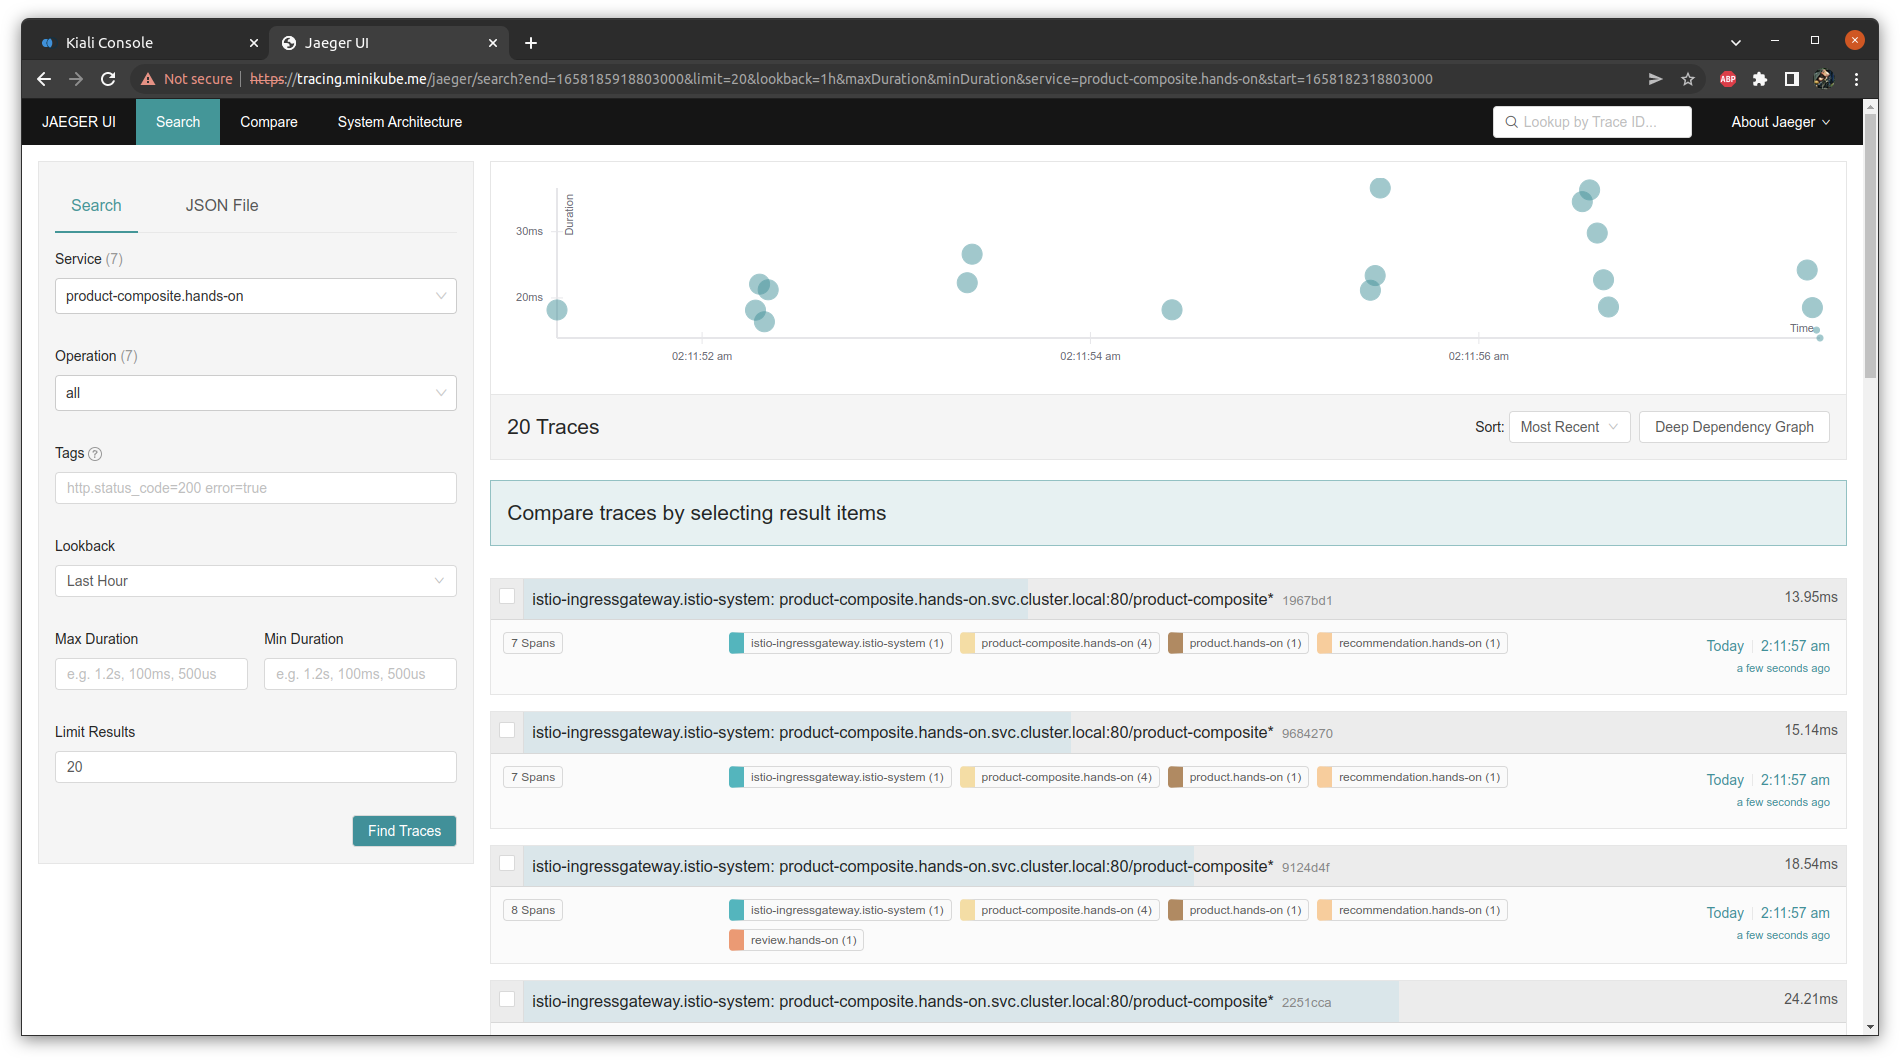 Kiali Console
Jaeger UI
Not secure https://tracing.minikube.me/jaeger/search?end=1658185918803000&limit=20&lookback=1h&maxDuration&minDuration&service=product-composite.hands-on&start=1658182318803000
ABP
JAEGER UI Search Compare System Architecture Lookup by Trace ID... About Jaeger
Search JSON File
Service (7)
product-composite.hands-on
Operation (7)
all
Tags ?
http.status_code=200 error=true
Lookback
Last Hour
Max Duration Min Duration
e.g. 1.2s, 100ms, 500us e.g. 1.2s, 100ms, 500us
Limit Results
20
Find Traces
Duration
30ms
20ms
Time
02:11:52 am 02:11:54 am 02:11:56 am
20 Traces Sort: Most Recent Deep Dependency Graph
Compare traces by selecting result items
istio-ingressgateway.istio-system: product-composite.hands-on.svc.cluster.local:80/product-composite* 1967bd1 13.95ms
7 Spans istio-ingressgateway.istio-system (1) product-composite.hands-on (4) product.hands-on (1) recommendation.hands-on (1) Today 2:11:57 am
a few seconds ago
istio-ingressgateway.istio-system: product-composite.hands-on.svc.cluster.local:80/product-composite* 9684270 15.14ms
7 Spans istio-ingressgateway.istio-system (1) product-composite.hands-on (4) product.hands-on (1) recommendation.hands-on (1) Today 2:11:57 am
a few seconds ago
istio-ingressgateway.istio-system: product-composite.hands-on.svc.cluster.local:80/product-composite* 9124d4f 18.54ms
8 Spans istio-ingressgateway.istio-system (1) product-composite.hands-on (4) product.hands-on (1) recommendation.hands-on (1) Today 2:11:57 am
review.hands-on (1) a few seconds ago
istio-ingressgateway.istio-system: product-composite.hands-on.svc.cluster.local:80/product-composite* 2251cca 24.21ms